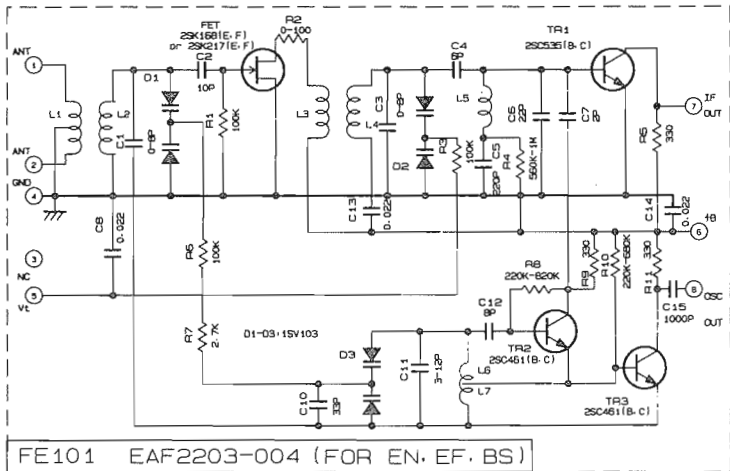 FET
2SK168(E,F)
or 2SK217(E,F)
R2
0-100
TR1
2SC535(B,C)
ANT
1
C2
10P
C4
6P
D1
L1
L2
C1
0-8P
R1
100K
L3
L4
C3
0-8P
D2
L5
C6
22P
C7
7
IF
OUT
R5
330
R3
100K
C5
220P
R4
560K-1M
ANT
2
GND
4
C8
0.022
C13
0.022
C14
0.022
6
+B
3
NC
5
Vt
R6
100K
R7
2.7K
R8
220K-820K
R9
330
R10
220K-680K
R11
330
8
OSC
OUT
C15
1000P
C12
8P
D1-D3:1SV103
TR2
2SC461(B,C)
D3
C11
3-12P
L6
L7
C10
33P
TR3
2SC461(B,C)
FE101 EAF2203-004 (FOR EN, EF, BS)